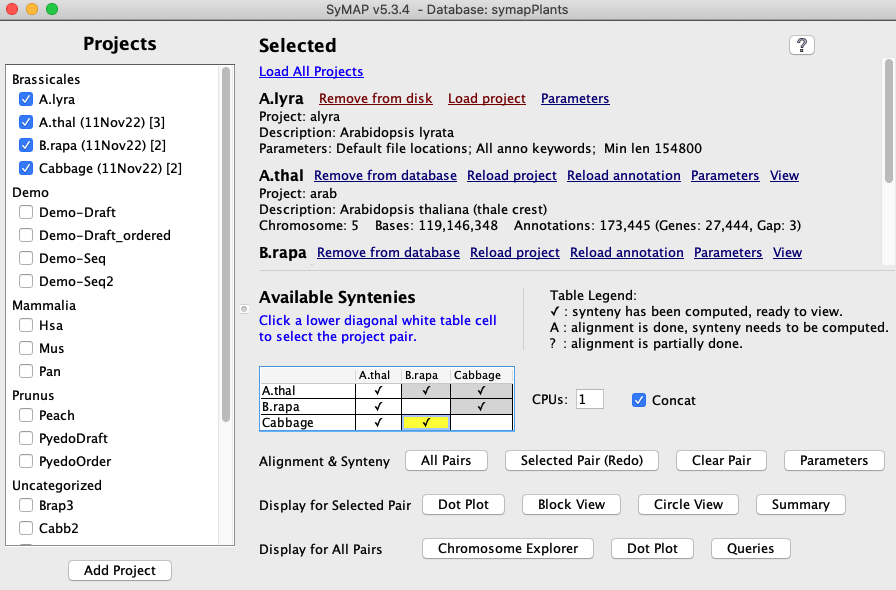 SyMAP v5.3.4 - Database: symapPlants
Projects
Brassicales
A.lyra
A.thal (11Nov22) [3]
B.rapa (11Nov22) [2]
Cabbage (11Nov22) [2]
Demo
Demo-Draft
Demo-Draft_ordered
Demo-Seq
Demo-Seq2
Mammalia
Hsa
Mus
Pan
Prunus
Peach
PyedoDraft
PyedoOrder
Uncategorized
Brap3
Cabb2
Add Project
Selected
?
Load All Projects
A.lyra Remove from disk Load project Parameters
Project: alyra
Description: Arabidopsis lyrata
Parameters: Default file locations; All anno keywords; Min len 154800
A.thal Remove from database Reload project Reload annotation Parameters View
Project: arab
Description: Arabidopsis thaliana (thale crest)
Chromosome: 5 Bases: 119,146,348 Annotations: 173,445 (Genes: 27,444, Gap: 3)
B.rapa Remove from database Reload project Reload annotation Parameters View
Available Syntenies
Click a lower diagonal white table cell
to select the project pair.
Table Legend:
✓ : synteny has been computed, ready to view.
A : alignment is done, synteny needs to be computed.
? : alignment is partially done.
A.thal B.rapa Cabbage
A.thal ✓ ✓ ✓
B.rapa ✓ ✓
Cabbage ✓ ✓
CPUs: 1 Concat
Alignment & Synteny All Pairs Selected Pair (Redo) Clear Pair Parameters
Display for Selected Pair Dot Plot Block View Circle View Summary
Display for All Pairs Chromosome Explorer Dot Plot Queries